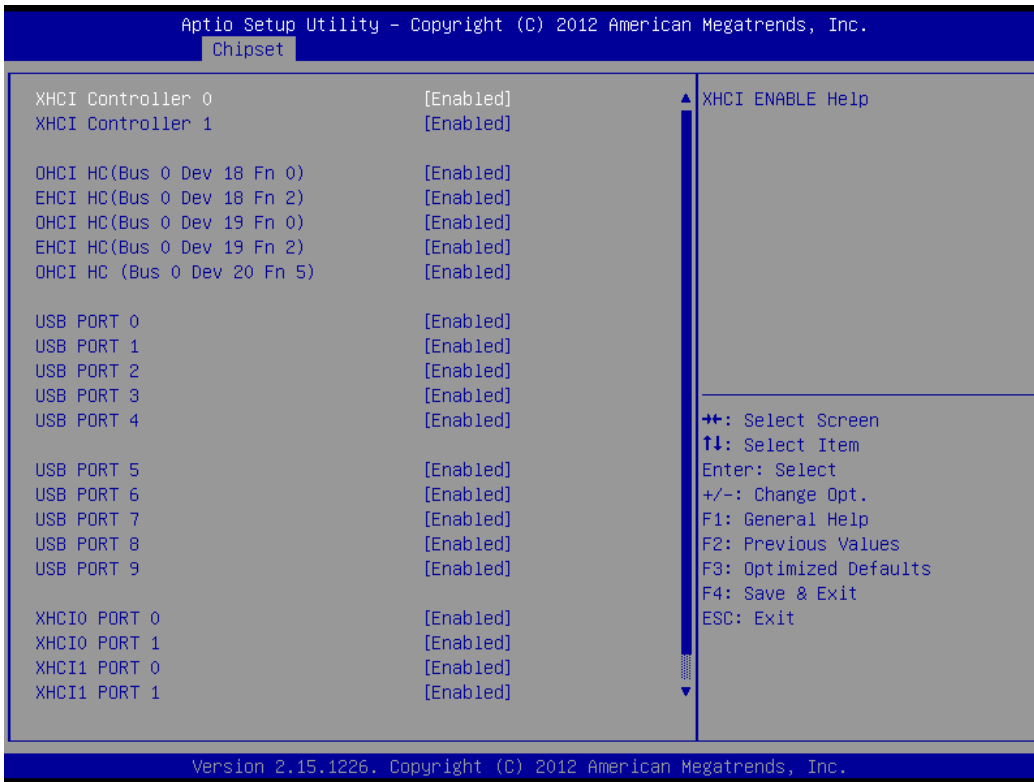 Aptio Setup Utility – Copyright (C) 2012 American Megatrends, Inc.
Chipset
XHCI Controller 0 [Enabled]
XHCI Controller 1 [Enabled]
OHCI HC(Bus 0 Dev 18 Fn 0) [Enabled]
EHCI HC(Bus 0 Dev 18 Fn 2) [Enabled]
OHCI HC(Bus 0 Dev 19 Fn 0) [Enabled]
EHCI HC(Bus 0 Dev 19 Fn 2) [Enabled]
OHCI HC (Bus 0 Dev 20 Fn 5) [Enabled]
USB PORT 0 [Enabled]
USB PORT 1 [Enabled]
USB PORT 2 [Enabled]
USB PORT 3 [Enabled]
USB PORT 4 [Enabled]
USB PORT 5 [Enabled]
USB PORT 6 [Enabled]
USB PORT 7 [Enabled]
USB PORT 8 [Enabled]
USB PORT 9 [Enabled]
XHCI0 PORT 0 [Enabled]
XHCI0 PORT 1 [Enabled]
XHCI1 PORT 0 [Enabled]
XHCI1 PORT 1 [Enabled]
XHCI ENABLE Help
→←: Select Screen
↑↓: Select Item
Enter: Select
+/-: Change Opt.
F1: General Help
F2: Previous Values
F3: Optimized Defaults
F4: Save & Exit
ESC: Exit
Version 2.15.1226. Copyright (C) 2012 American Megatrends, Inc.